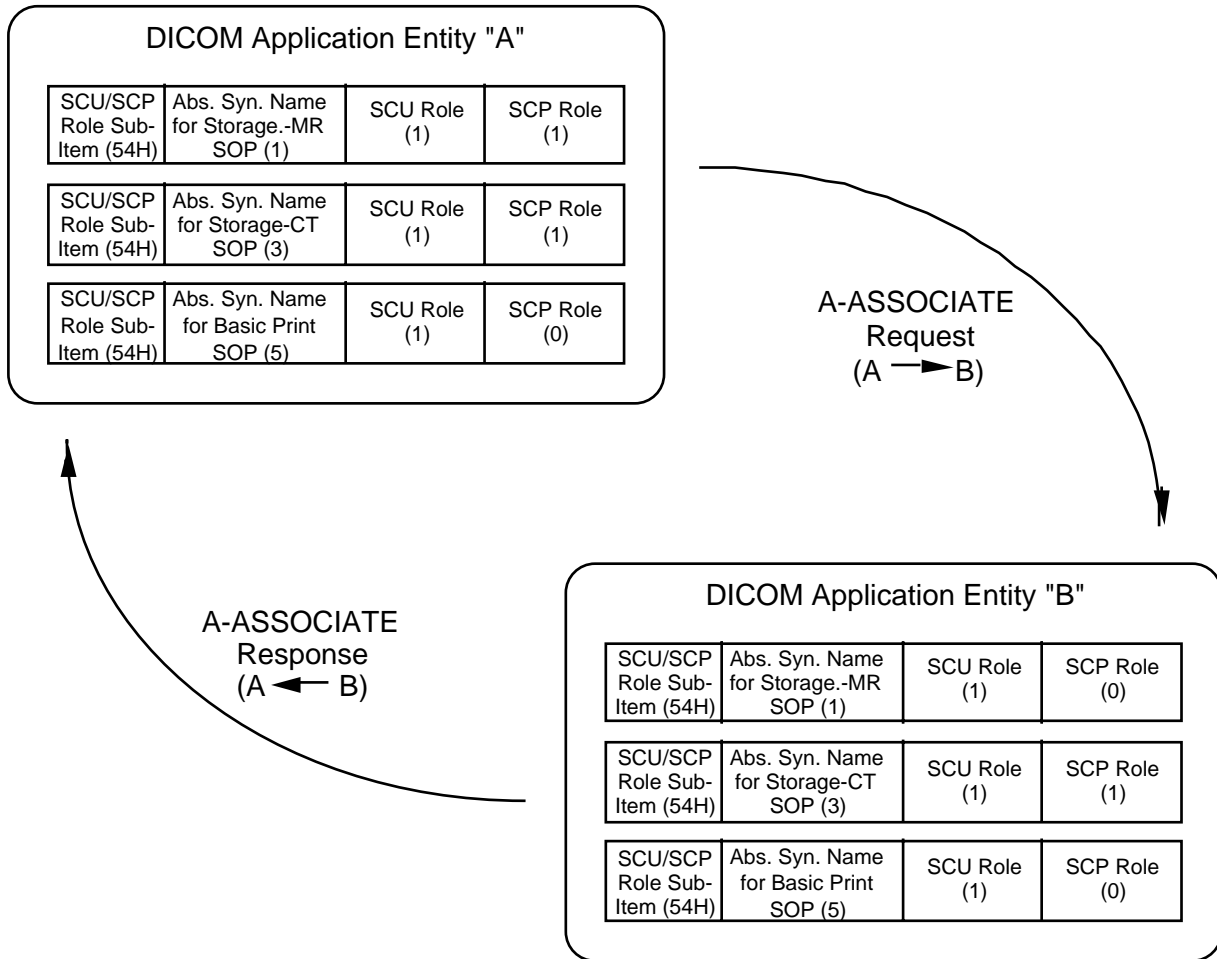 DICOM Application Entity "A"
SCU/SCP
Role Sub-
Item (54H)
Abs. Syn. Name
for Storage.-MR
SOP (1)
SCU Role
(1)
SCP Role
(1)
SCU/SCP
Role Sub-
Item (54H)
Abs. Syn. Name
for Storage-CT
SOP (3)
SCU Role
(1)
SCP Role
(1)
SCU/SCP
Role Sub-
Item (54H)
Abs. Syn. Name
for Basic Print
SOP (5)
SCU Role
(1)
SCP Role
(0)
A-ASSOCIATE
Request
(A B)
A-ASSOCIATE
Response
(A B)
DICOM Application Entity "B"
SCU/SCP
Role Sub-
Item (54H)
Abs. Syn. Name
for Storage.-MR
SOP (1)
SCU Role
(1)
SCP Role
(0)
SCU/SCP
Role Sub-
Item (54H)
Abs. Syn. Name
for Storage-CT
SOP (3)
SCU Role
(1)
SCP Role
(1)
SCU/SCP
Role Sub-
Item (54H)
Abs. Syn. Name
for Basic Print
SOP (5)
SCU Role
(1)
SCP Role
(0)